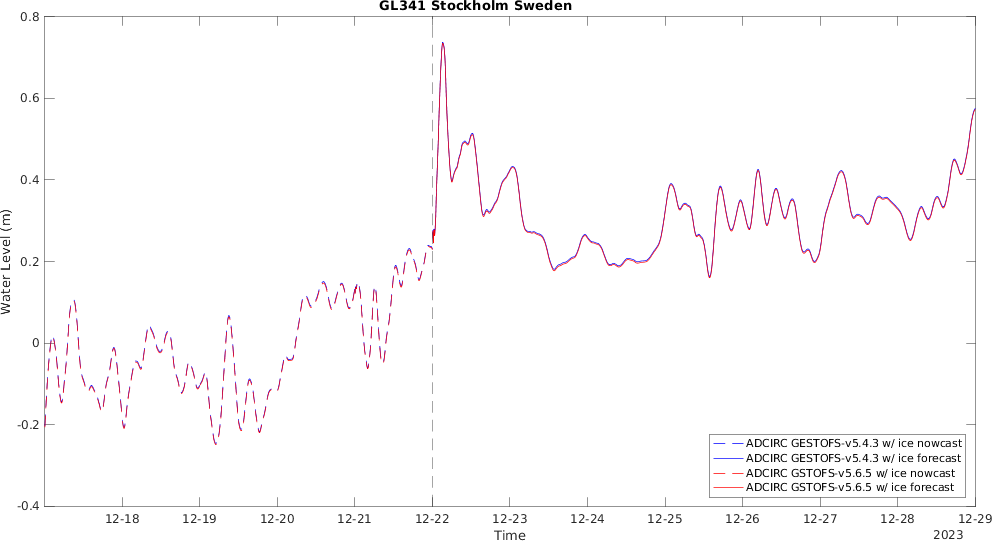 GL341 Stockholm Sweden
Water Level (m)
0.8
0.6
0.4
0.2
0
-0.2
-0.4
12-18
12-19
12-20
12-21
12-22
12-23
12-24
12-25
12-26
12-27
12-28
12-29
Time
2023
ADCIRC GESTOFS-v5.4.3 w/ ice nowcast
ADCIRC GESTOFS-v5.4.3 w/ ice forecast
ADCIRC GSTOFS-v5.6.5 w/ ice nowcast
ADCIRC GSTOFS-v5.6.5 w/ ice forecast